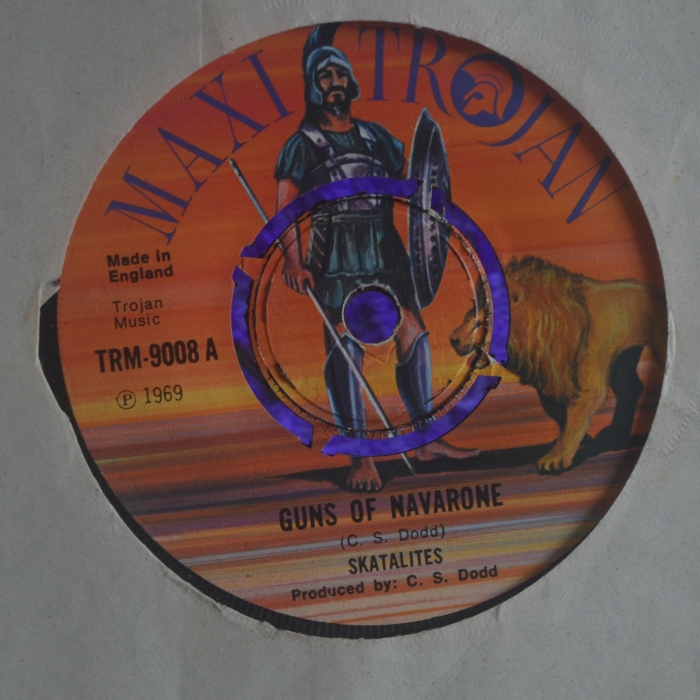 MAXI TROJAN
Made in
England
Trojan
Music
TRM-9008 A
Ⓟ 1969
GUNS OF NAVARONE
(C. S. Dodd)
SKATALITES
Produced by: C. S. Dodd